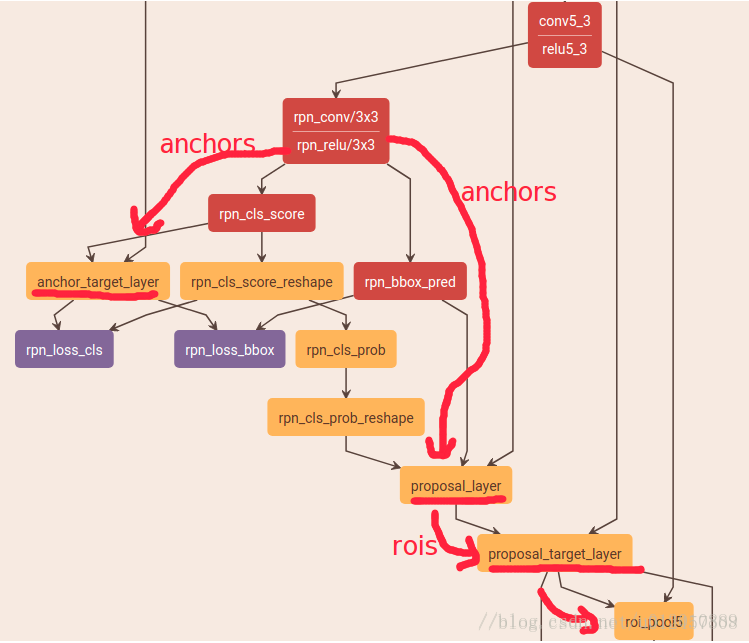 conv5_3
relu5_3
rpn_conv/3x3
rpn_relu/3x3
anchors
anchors
rpn_cls_score
anchor_target_layer
rpn_cls_score_reshape
rpn_bbox_pred
rpn_loss_cls
rpn_loss_bbox
rpn_cls_prob
rpn_cls_prob_reshape
proposal_layer
rois
proposal_target_layer
roi_pool5